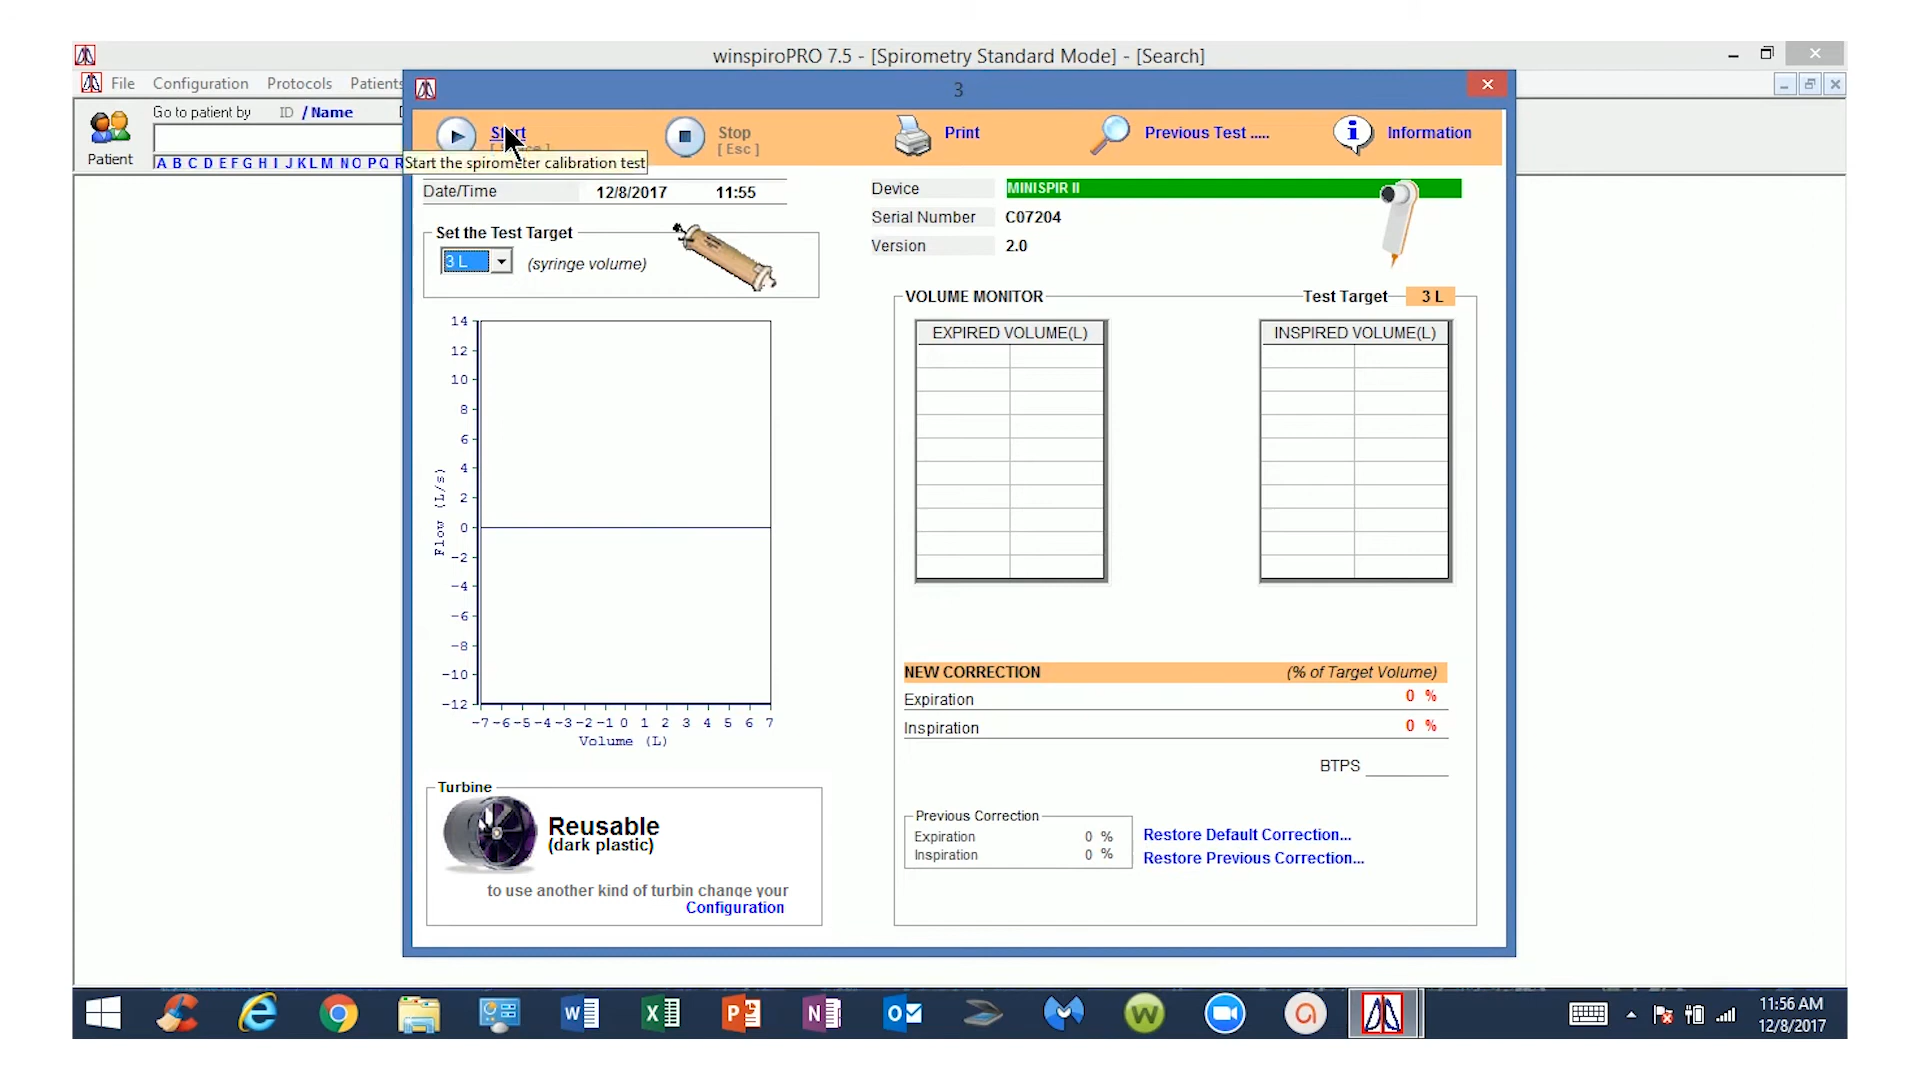 winspiroPRO 7.5 - [Spirometry Standard Mode] - [Search]
File Configuration Protocols Patients
3
Go to patient by ID / Name
Patient
A B C D E F G H I J K L M N O P Q R
Start
Stop
[ Esc ]
Print
Previous Test .....
Information
Start the spirometer calibration test
Date/Time 12/8/2017 11:55
Device MINISPIR II
Serial Number C07204
Version 2.0
Set the Test Target
3 L (syringe volume)
VOLUME MONITOR Test Target 3 L
EXPIRED VOLUME(L) INSPIRED VOLUME(L)
14
12
10
8
6
4
2
0
-2
-4
-6
-8
-10
-12
Flow (L/s)
-7 -6 -5 -4 -3 -2 -1 0 1 2 3 4 5 6 7
Volume (L)
NEW CORRECTION (% of Target Volume)
Expiration 0 %
Inspiration 0 %
BTPS
Turbine
Reusable
(dark plastic)
to use another kind of turbin change your
Configuration
Previous Correction
Expiration 0 %
Inspiration 0 %
Restore Default Correction...
Restore Previous Correction...
11:56 AM
12/8/2017